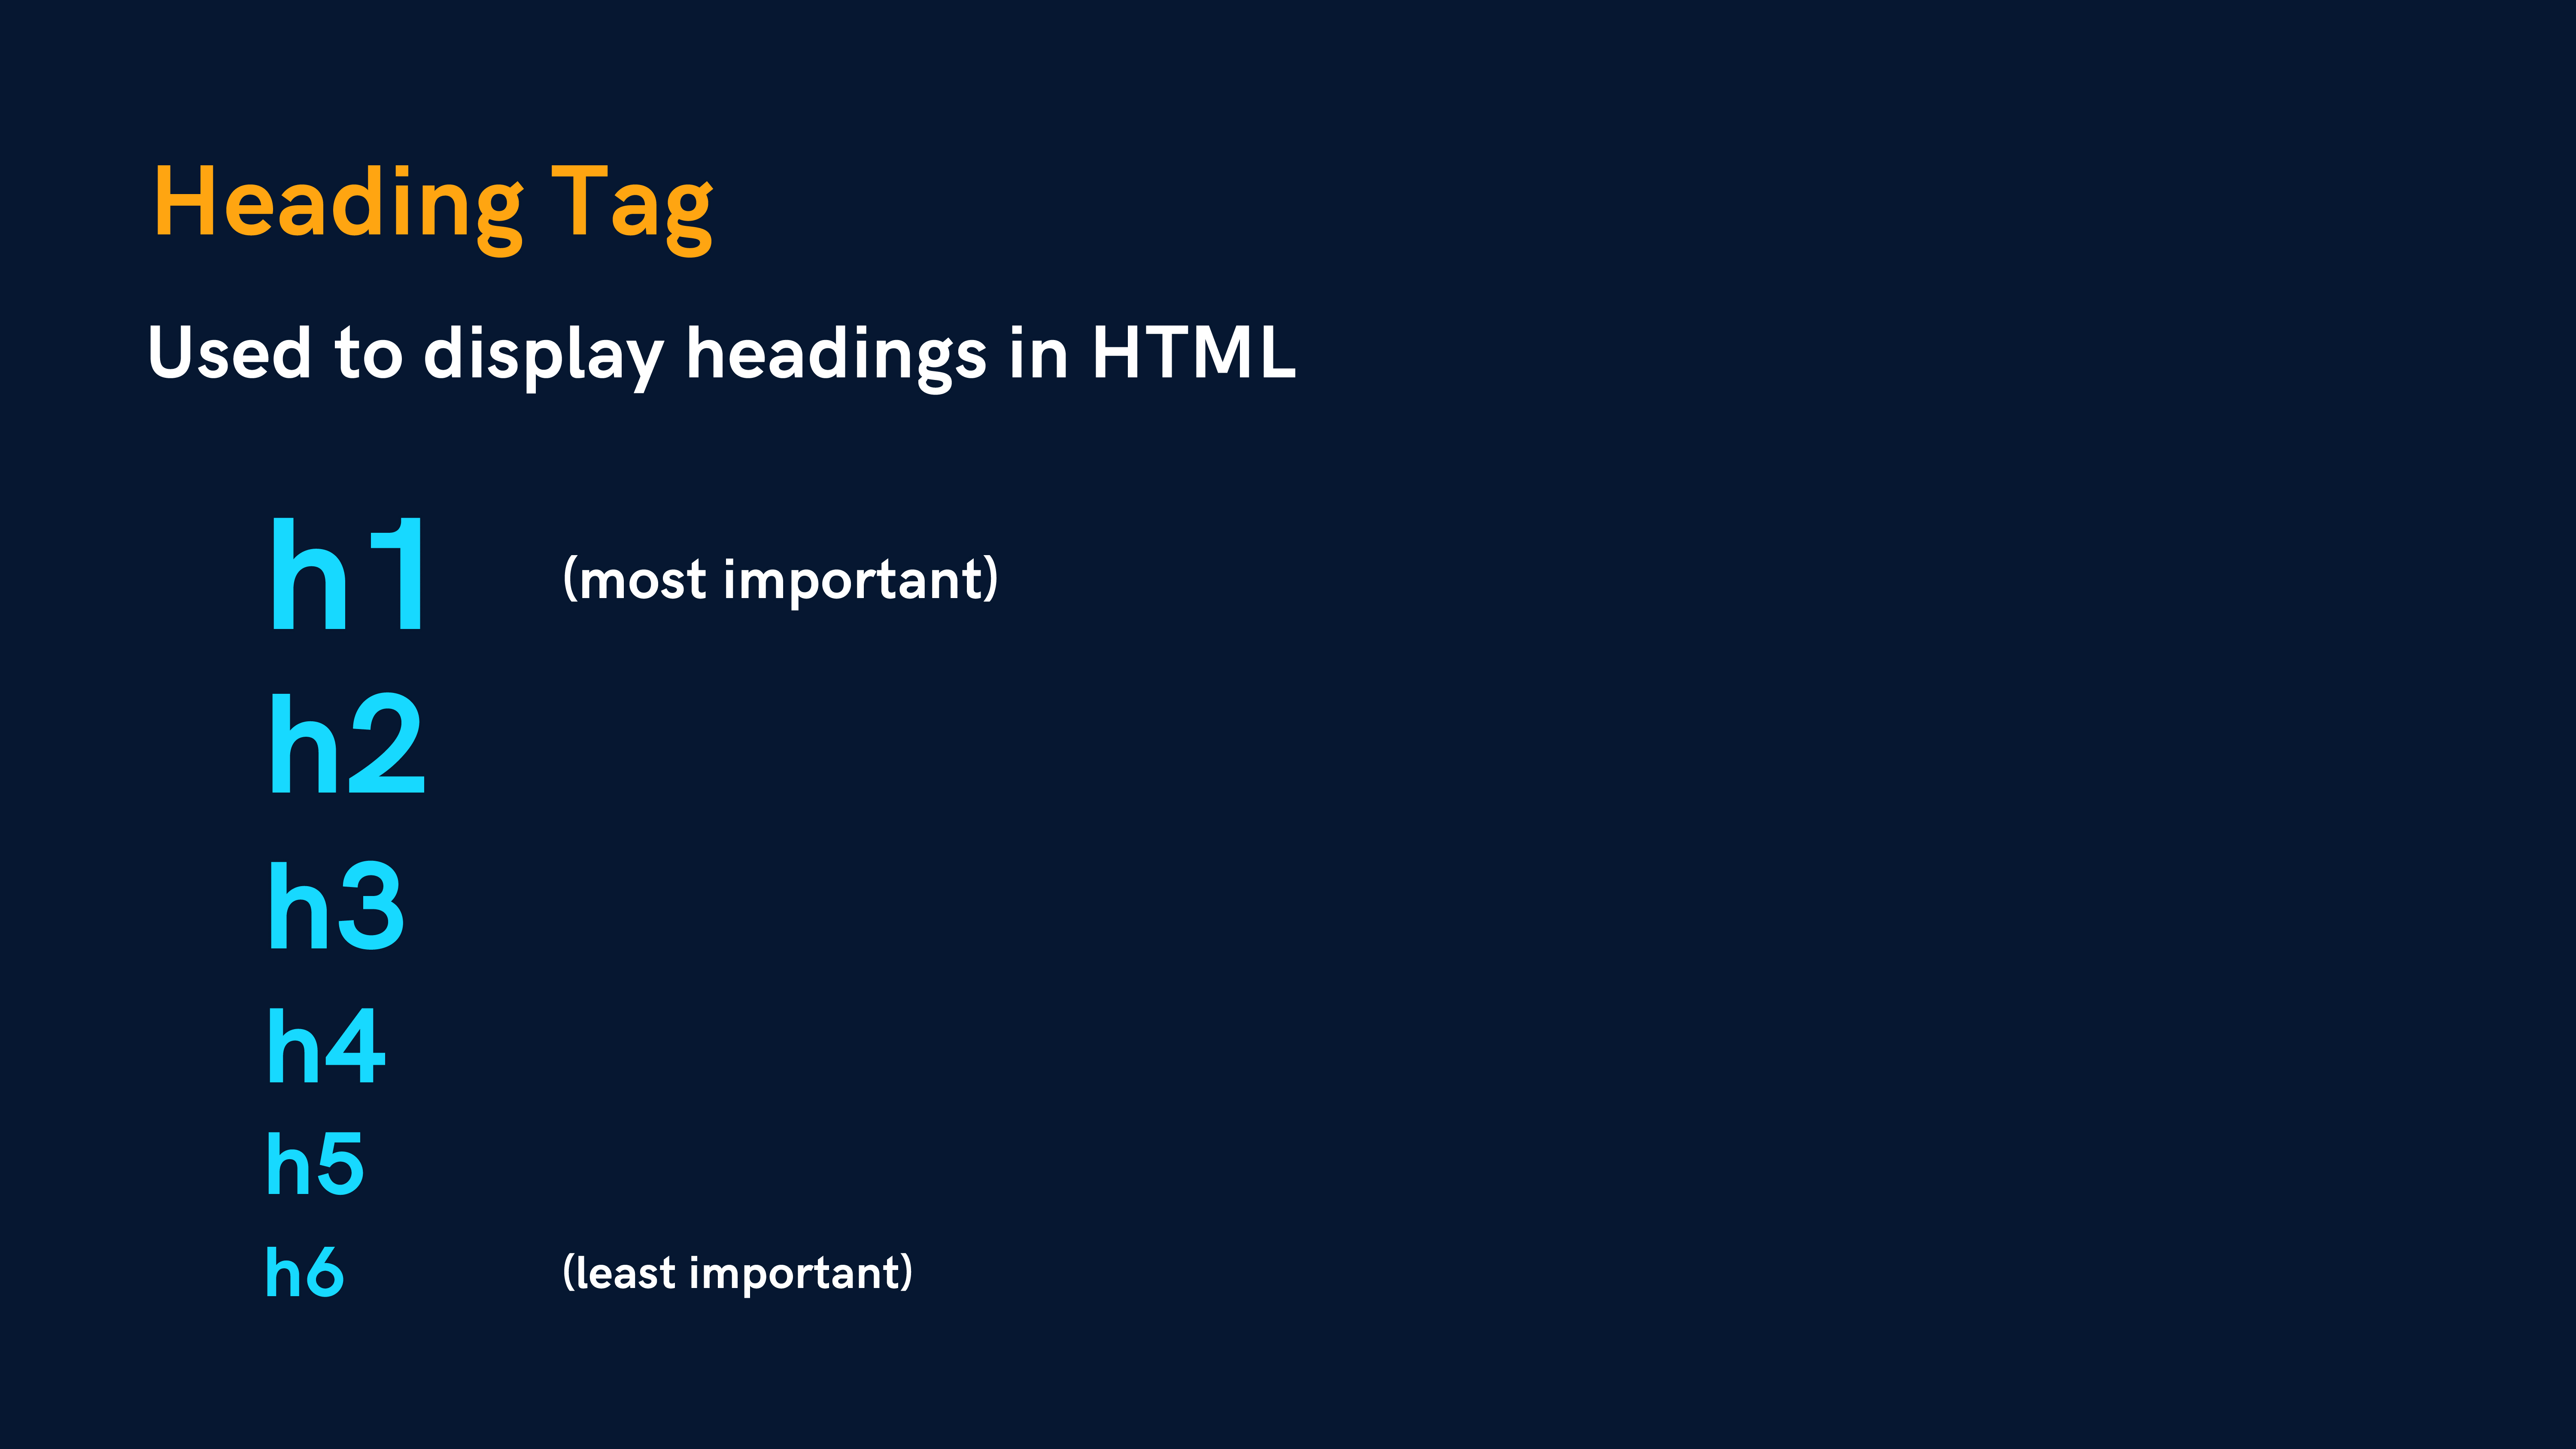 Heading Tag
Used to display headings in HTML
h1 (most important)
h2
h3
h4
h5
h6 (least important)